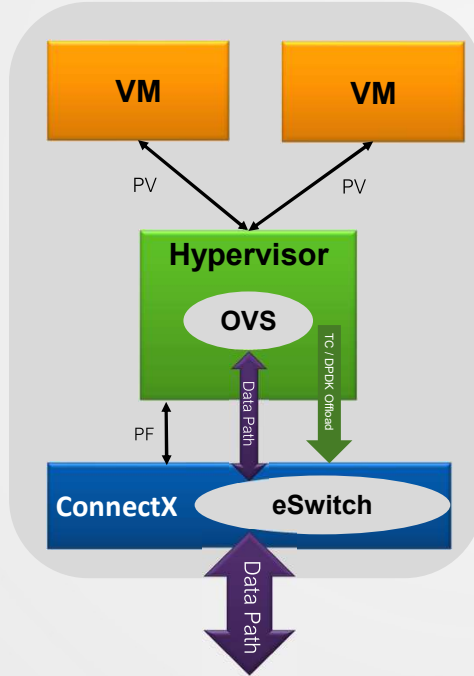 VM
VM
PV
PV
Hypervisor
OVS
TC / DPDK Offload
Data Path
PF
ConnectX
eSwitch
Data Path